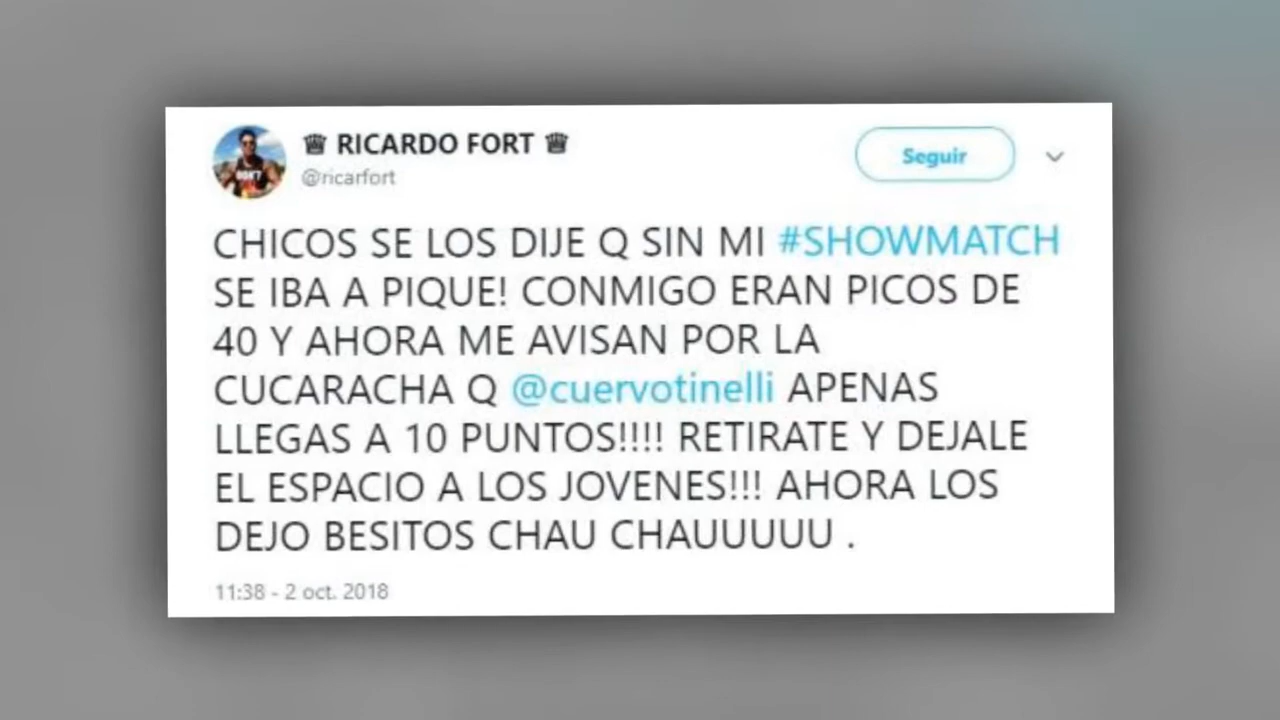 ♕ RICARDO FORT ♕
@ricarfort
Seguir
CHICOS SE LOS DIJE Q SIN MI #SHOWMATCH
SE IBA A PIQUE! CONMIGO ERAN PICOS DE
40 Y AHORA ME AVISAN POR LA
CUCARACHA Q @cuervotinelli APENAS
LLEGAS A 10 PUNTOS!!!! RETIRATE Y DEJALE
EL ESPACIO A LOS JOVENES!!! AHORA LOS
DEJO BESITOS CHAU CHAUUUUU .
11:38 - 2 oct. 2018